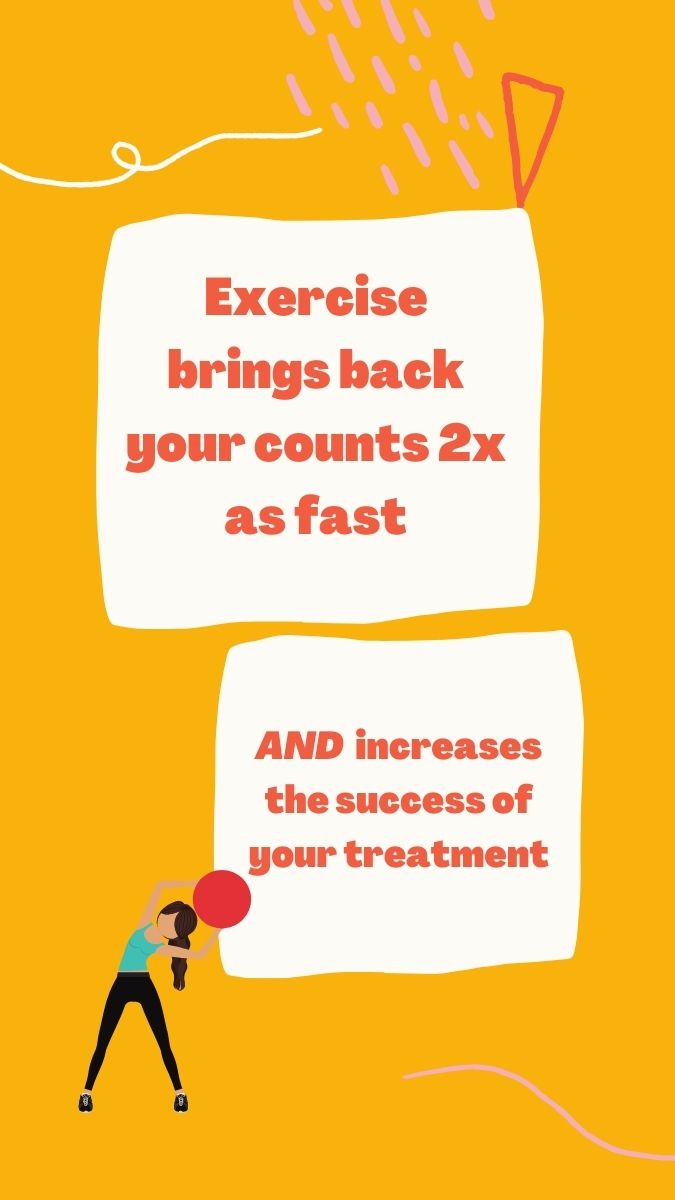 Exercise
brings back
your counts 2x
as fast
AND increases
the success of
your treatment